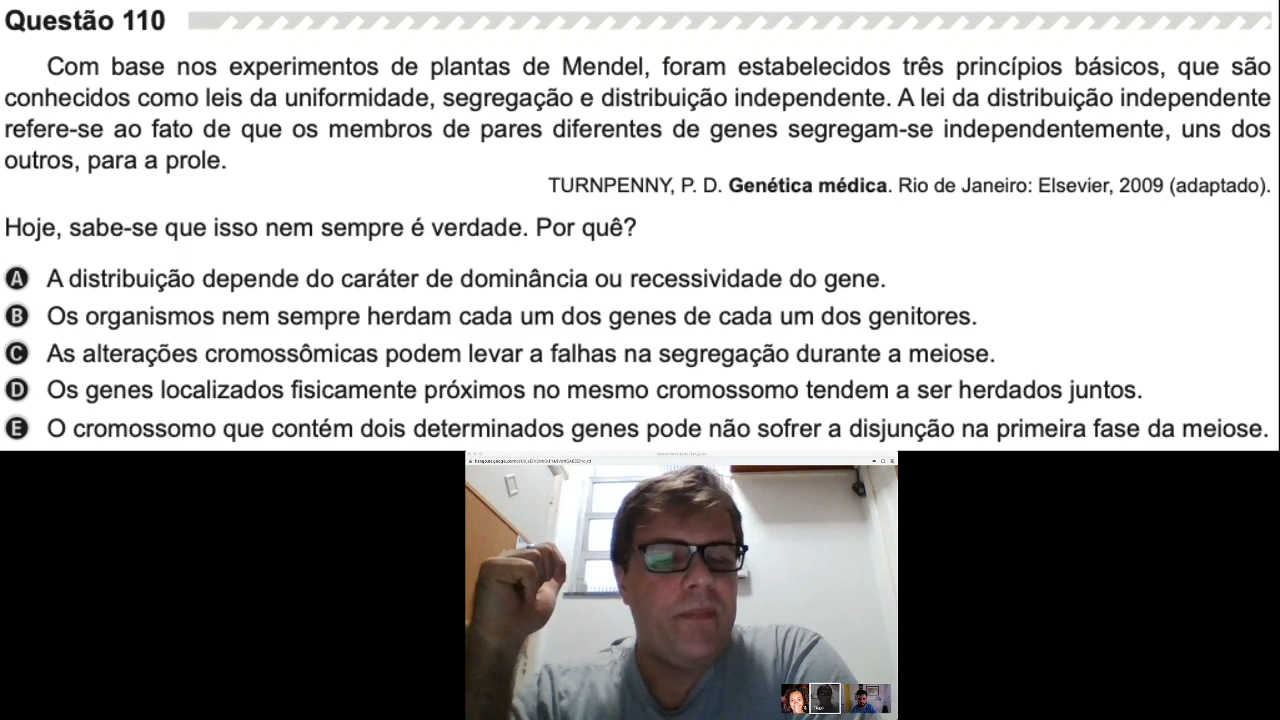 Questão 110
Com base nos experimentos de plantas de Mendel, foram estabelecidos três princípios básicos, que são
conhecidos como leis da uniformidade, segregação e distribuição independente. A lei da distribuição independente
refere-se ao fato de que os membros de pares diferentes de genes segregam-se independentemente, uns dos
outros, para a prole.
TURNPENNY, P. D. Genética médica. Rio de Janeiro: Elsevier, 2009 (adaptado).
Hoje, sabe-se que isso nem sempre é verdade. Por quê?
A A distribuição depende do caráter de dominância ou recessividade do gene.
B Os organismos nem sempre herdam cada um dos genes de cada um dos genitores.
C As alterações cromossômicas podem levar a falhas na segregação durante a meiose.
D Os genes localizados fisicamente próximos no mesmo cromossomo tendem a ser herdados juntos.
E O cromossomo que contém dois determinados genes pode não sofrer a disjunção na primeira fase da meiose.